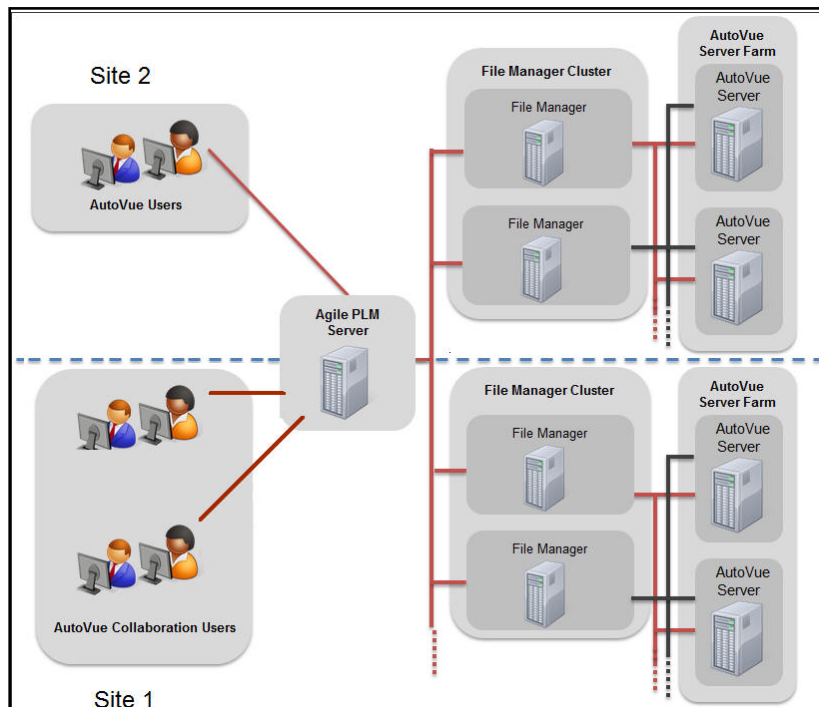 Site 2
AutoVue Users
File Manager Cluster
File Manager
File Manager
AutoVue
Server Farm
AutoVue
Server
AutoVue
Server
Agile PLM
Server
AutoVue Collaboration Users
Site 1
File Manager Cluster
File Manager
File Manager
AutoVue
Server Farm
AutoVue
Server
AutoVue
Server